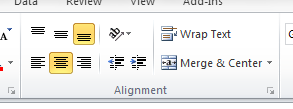 Data Review View Add-Ins
Wrap Text
Merge & Center
Alignment